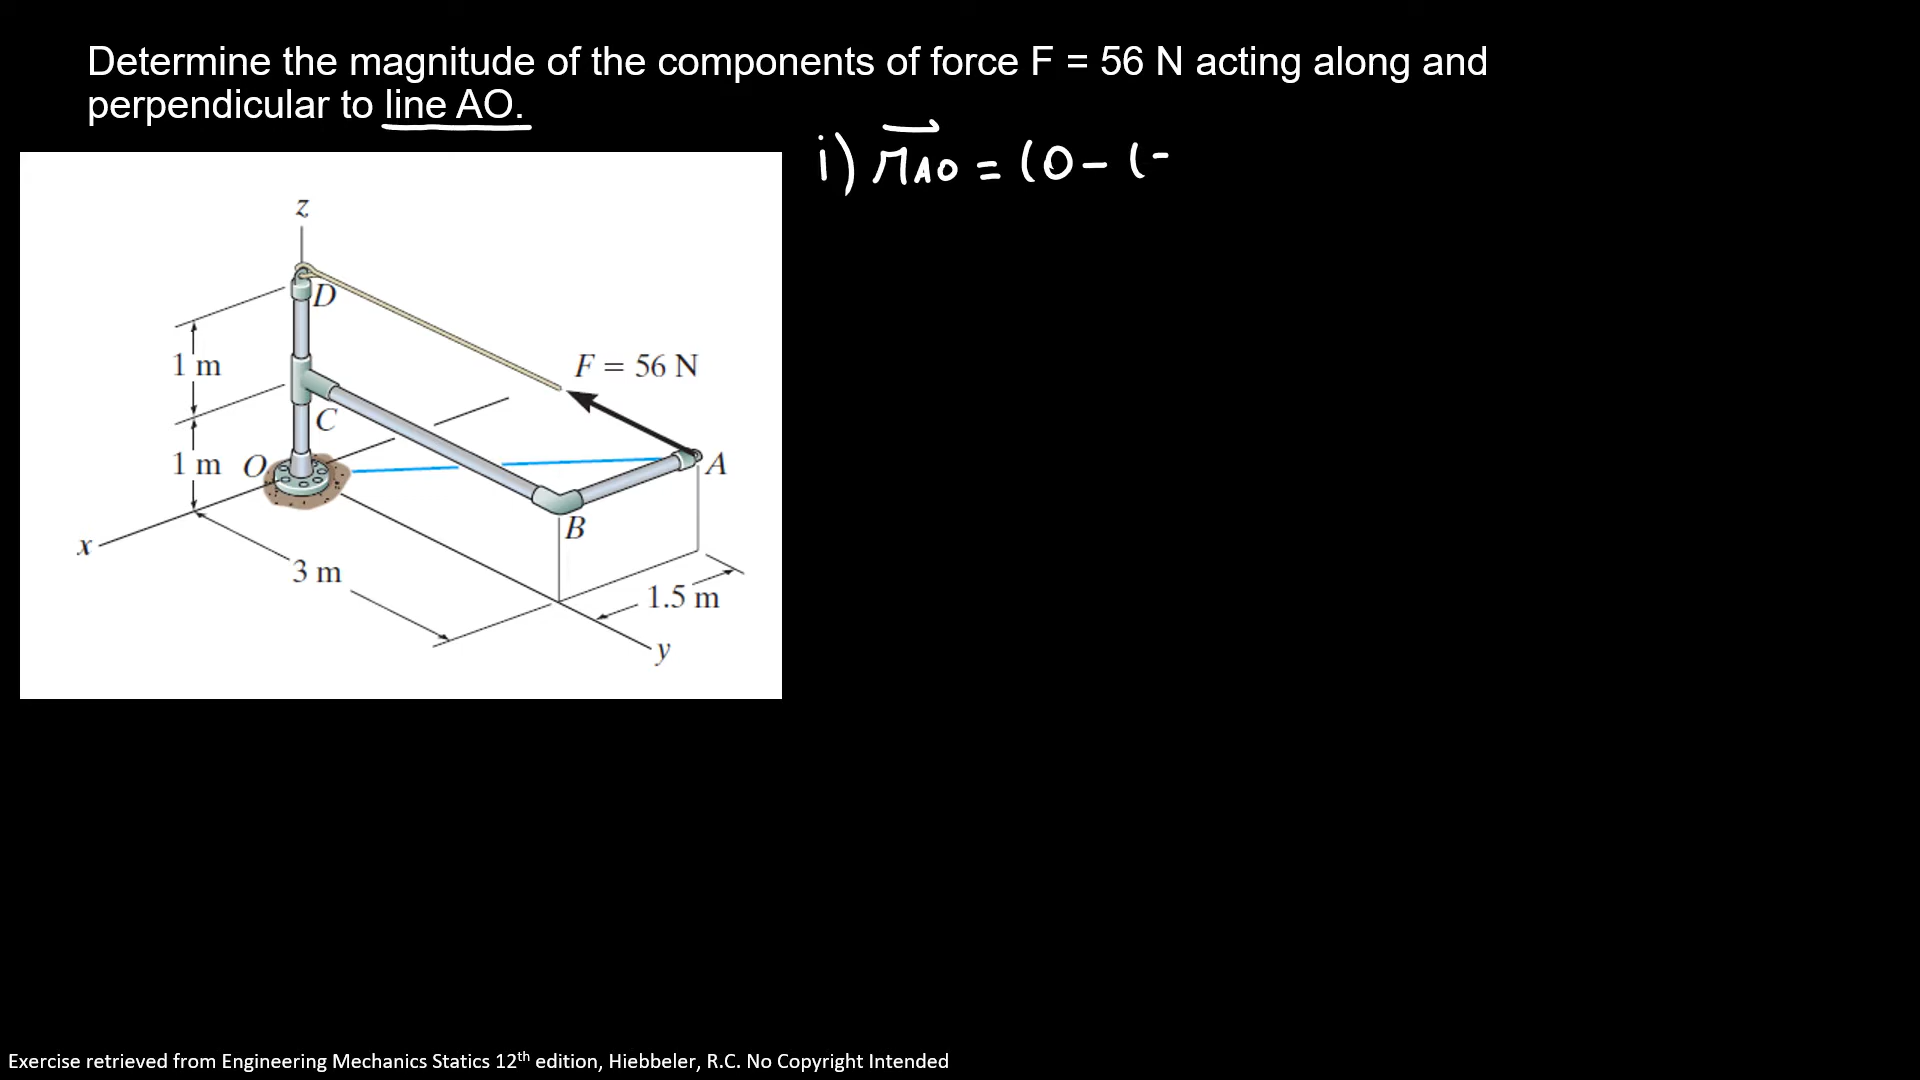 Determine the magnitude of the components of force F = 56 N acting along and
perpendicular to line AO.
i) r⃗AO = (0 - (-
z
D
1 m
F = 56 N
C
1 m
O
A
B
x
3 m
1.5 m
y
Exercise retrieved from Engineering Mechanics Statics 12th edition, Hiebbeler, R.C. No Copyright Intended